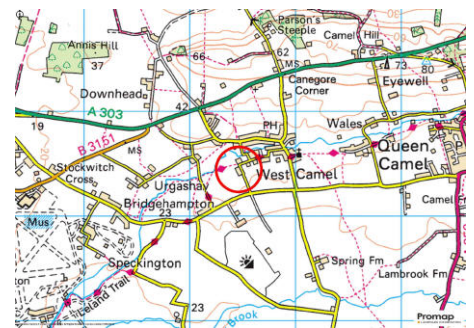 Parson's
Steeple
Camel Hill
Annis Hill
37
66
62
MS
73
80
Canegore
Corner
Eyewell
Downhead
42
A 303
19
PH
Wales
B 3151
MS
Queen
Camel
Stockwitch
Cross
West Camel
Urgashay
Bridgehampton
23
Camel
Mus
Speckington
Spring Fm
Lambrook Fm
Leland Trail
23
Brook
Promap